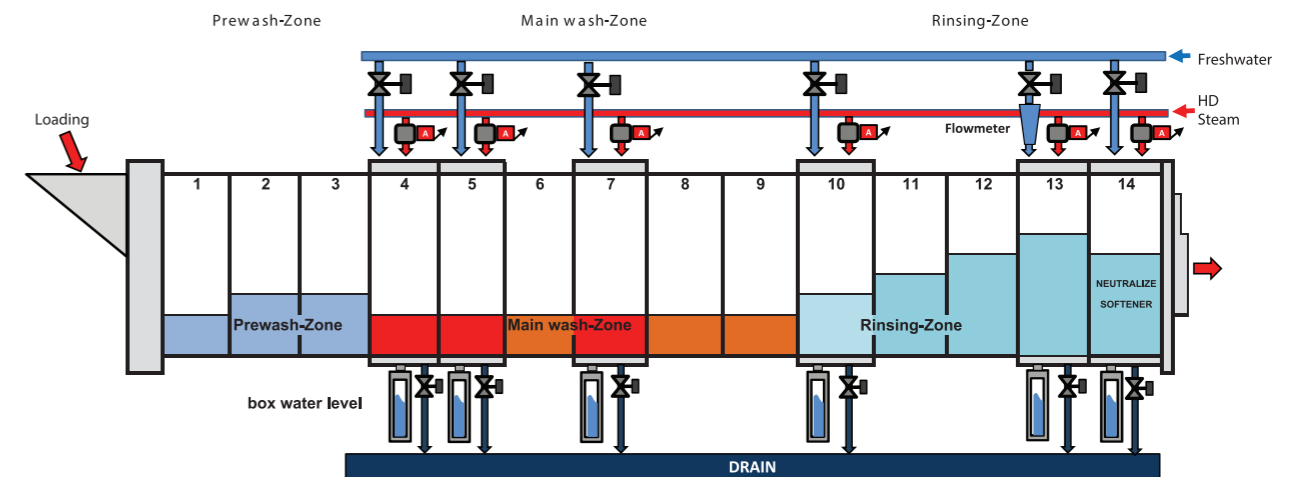 Prewash-Zone
Main wash-Zone
Rinsing-Zone
Freshwater
HD
Steam
Loading
A
A
A
A
Flowmeter
A
A
1
2
3
4
5
6
7
8
9
10
11
12
13
14
NEUTRALIZE
SOFTENER
Prewash-Zone
Main wash-Zone
Rinsing-Zone
box water level
DRAIN